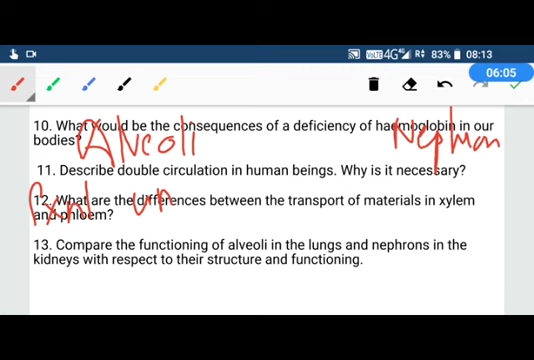 VoLTE 4G 4G R 83% 08:13
06:05
10. What would be the consequences of a deficiency of haemoglobin in our
bodies?
Alveoli
Nephron
11. Describe double circulation in human beings. Why is it necessary?
12. What are the differences between the transport of materials in xylem
and phloem?
13. Compare the functioning of alveoli in the lungs and nephrons in the
kidneys with respect to their structure and functioning.